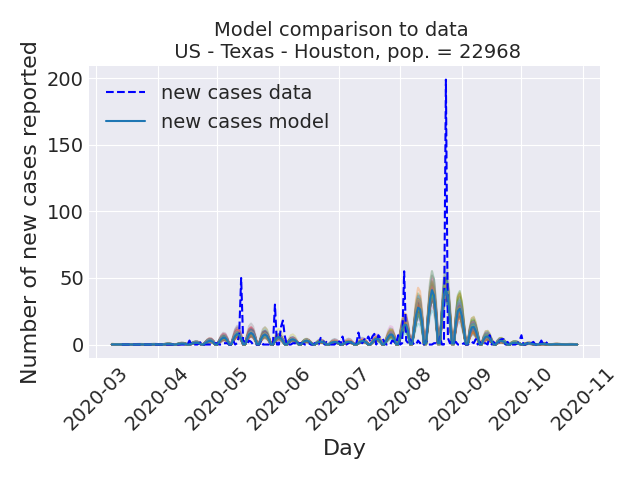 Model comparison to data
US - Texas - Houston, pop. = 22968
Number of new cases reported
200
150
100
50
0
new cases data
new cases model
2020-03
2020-04
2020-05
2020-06
2020-07
2020-08
2020-09
2020-10
2020-11
Day